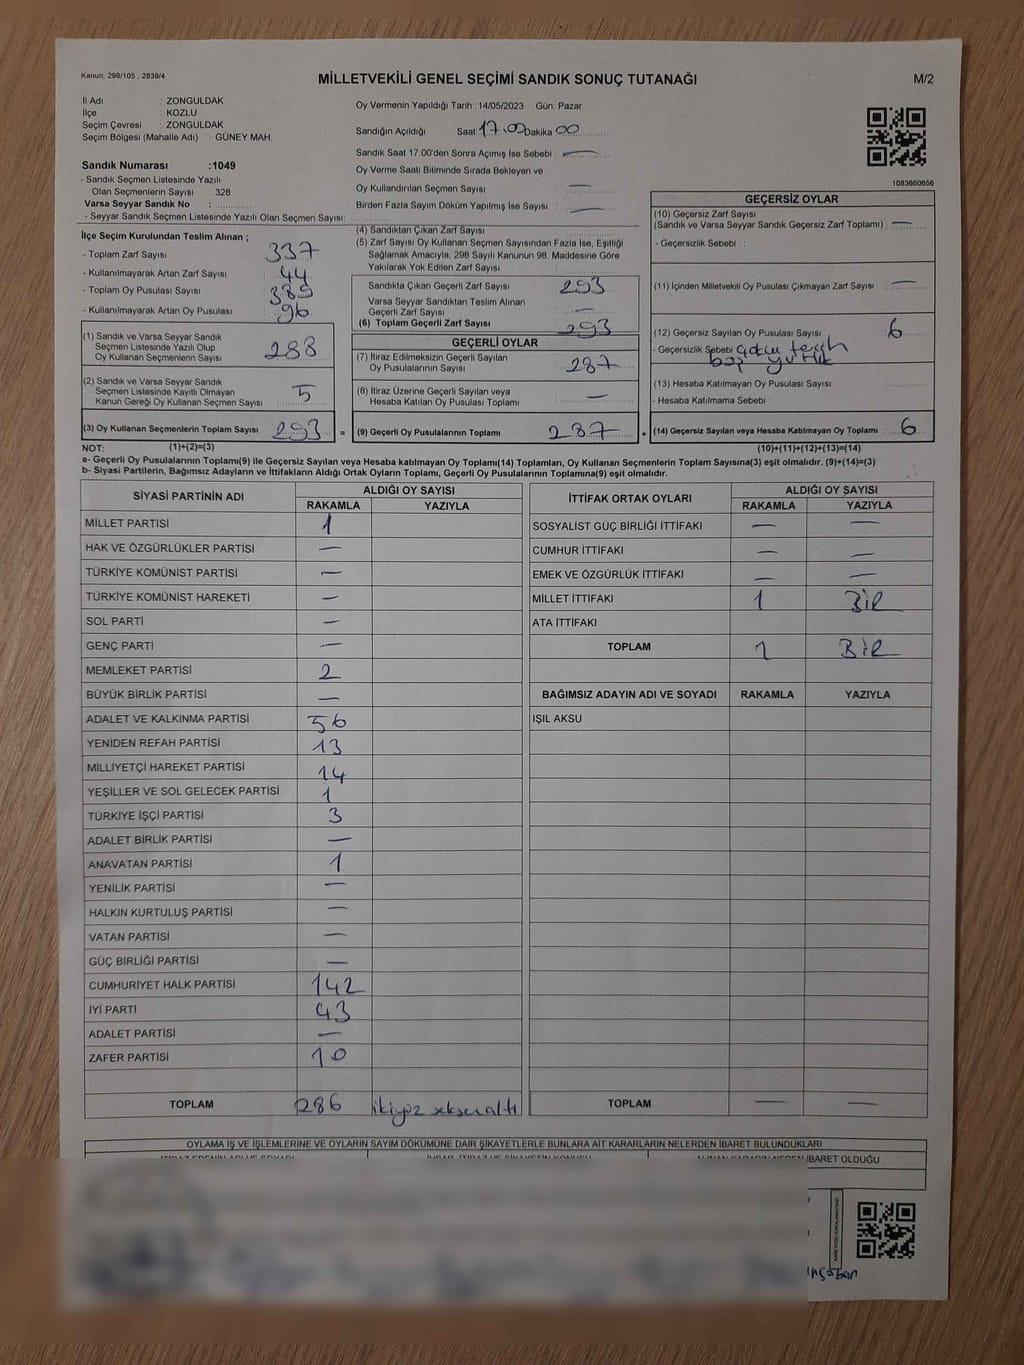 Kanun; 298/105 , 2839/4
MİLLETVEKİLİ GENEL SEÇİMİ SANDIK SONUÇ TUTANAĞI
M/2
İl Adı : ZONGULDAK
İlçe : KOZLU
Seçim Çevresi : ZONGULDAK
Seçim Bölgesi (Mahalle Adı) : GÜNEY MAH.
Sandık Numarası :1049
- Sandık Seçmen Listesinde Yazılı
Olan Seçmenlerin Sayısı : 328
Varsa Seyyar Sandık No :
- Seyyar Sandık Seçmen Listesinde Yazılı Olan Seçmen Sayısı:
Oy Vermenin Yapıldığı Tarih :14/05/2023 Gün: Pazar
Sandığın Açıldığı Saat 17.00 Dakika 00
Sandık Saat 17:00'den Sonra Açımış İse Sebebi : —
Oy Verme Saati Bitiminde Sırada Bekleyen ve
Oy Kullandırılan Seçmen Sayısı —
Birden Fazla Sayım Döküm Yapılmış İse Sayısı —
1083660656
İlçe Seçim Kurulundan Teslim Alınan ;
- Toplam Zarf Sayısı 337
- Kullanılmayarak Artan Zarf Sayısı 44
- Toplam Oy Pusulası Sayısı 389
- Kullanılmayarak Artan Oy Pusulası 96
(1) Sandık ve Varsa Seyyar Sandık
Seçmen Listesinde Yazılı Olup
Oy Kullanan Seçmenlerin Sayısı 288
(2) Sandık ve Varsa Seyyar Sandık
Seçmen Listesinde Kayıtlı Olmayan
Kanun Gereği Oy Kullanan Seçmen Sayısı 5
(3) Oy Kullanan Seçmenlerin Toplam Sayısı 293 =
(4) Sandıktan Çıkan Zarf Sayısı
(5) Zarf Sayısı Oy Kullanan Seçmen Sayısından Fazla İse, Eşitliği
Sağlamak Amacıyla, 298 Sayılı Kanunun 98. Maddesine Göre
Yakılarak Yok Edilen Zarf Sayısı
Sandıkta Çıkan Geçerli Zarf Sayısı 293
Varsa Seyyar Sandıktan Teslim Alınan
Geçerli Zarf Sayısı —
(6) Toplam Geçerli Zarf Sayısı 293
GEÇERLİ OYLAR
(7) İtiraz Edilmeksizin Geçerli Sayılan
Oy Pusulalarının Sayısı 287
(8) İtiraz Üzerine Geçerli Sayılan veya
Hesaba Katılan Oy Pusulası Toplamı —
(9) Geçerli Oy Pusulalarının Toplamı 287 +
GEÇERSİZ OYLAR
(10) Geçersiz Zarf Sayısı
(Sandık ve Varsa Seyyar Sandık Geçersiz Zarf Toplamı) —
- Geçersizlik Sebebi :
(11) İçinden Milletvekili Oy Pusulası Çıkmayan Zarf Sayısı —
(12) Geçersiz Sayılan Oy Pusulası Sayısı 6
- Geçersizlik Sebebi
(13) Hesaba Katılmayan Oy Pusulası Sayısı
- Hesaba Katılmama Sebebi
(14) Geçersiz Sayılan veya Hesaba Katılmayan Oy Toplamı 6
NOT: (1)+(2)=(3) (10)+(11)+(12)+(13)=(14)
a- Geçerli Oy Pusulalarının Toplamı(9) ile Geçersiz Sayılan veya Hesaba katılmayan Oy Toplamı(14) Toplamları, Oy Kullanan Seçmenlerin Toplam Sayısına(3) eşit olmalıdır. (9)+(14)=(3)
b- Siyasi Partilerin, Bağımsız Adayların ve İttifakların Aldığı Ortak Oyların Toplamı, Geçerli Oy Pusulalarının Toplamına(9) eşit olmalıdır.
SİYASİ PARTİNİN ADI ALDIĞI OY SAYISI
RAKAMLA YAZIYLA
MİLLET PARTİSİ 1
HAK VE ÖZGÜRLÜKLER PARTİSİ —
TÜRKİYE KOMÜNİST PARTİSİ —
TÜRKİYE KOMÜNİST HAREKETİ —
SOL PARTİ —
GENÇ PARTİ —
MEMLEKET PARTİSİ 2
BÜYÜK BİRLİK PARTİSİ —
ADALET VE KALKINMA PARTİSİ 56
YENİDEN REFAH PARTİSİ 13
MİLLİYETÇİ HAREKET PARTİSİ 14
YEŞİLLER VE SOL GELECEK PARTİSİ 1
TÜRKİYE İŞÇİ PARTİSİ 3
ADALET BİRLİK PARTİSİ —
ANAVATAN PARTİSİ 1
YENİLİK PARTİSİ —
HALKIN KURTULUŞ PARTİSİ —
VATAN PARTİSİ —
GÜÇ BİRLİĞİ PARTİSİ —
CUMHURİYET HALK PARTİSİ 142
İYİ PARTİ 43
ADALET PARTİSİ —
ZAFER PARTİSİ 10
TOPLAM 286 ikiyüz seksen altı
İTTİFAK ORTAK OYLARI ALDIĞI OY SAYISI
RAKAMLA YAZIYLA
SOSYALİST GÜÇ BİRLİĞİ İTTİFAKI — —
CUMHUR İTTİFAKI — —
EMEK VE ÖZGÜRLÜK İTTİFAKI — —
MİLLET İTTİFAKI 1 BİR
ATA İTTİFAKI
TOPLAM 1 BİR
BAĞIMSIZ ADAYIN ADI VE SOYADI RAKAMLA YAZIYLA
IŞIL AKSU
TOPLAM — —
OYLAMA İŞ VE İŞLEMLERİNE VE OYLARIN SAYIM DÖKÜMÜNE DAİR ŞİKAYETLERLE BUNLARA AİT KARARLARIN NELERDEN İBARET BULUNDUKLARI
İBARET OLDUĞU